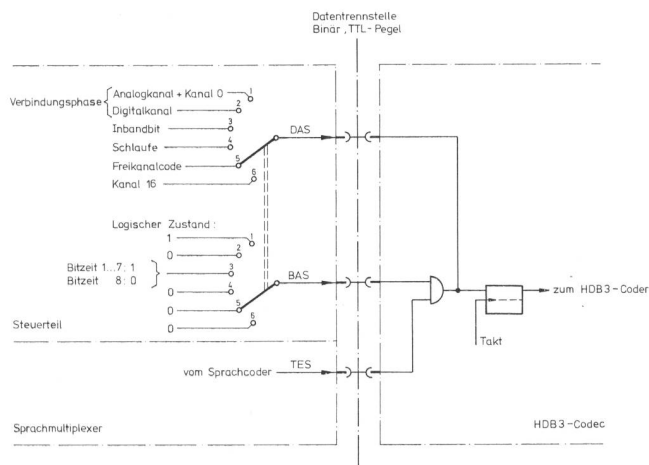 Datentrennstelle
Binär, TTL-Pegel
Verbindungsphase
Analogkanal + Kanal 0
1
Digitalkanal
2
Inbandbit
3
Schlaufe
4
Freikanalcode
5
Kanal 16
6
DAS
Logischer Zustand:
1
1
0
2
Bitzeit 1...7: 1
Bitzeit 8: 0
3
0
4
0
5
0
6
BAS
zum HDB3-Coder
Takt
Steuerteil
vom Sprachcoder
TES
Sprachmultiplexer
HDB3-Codec